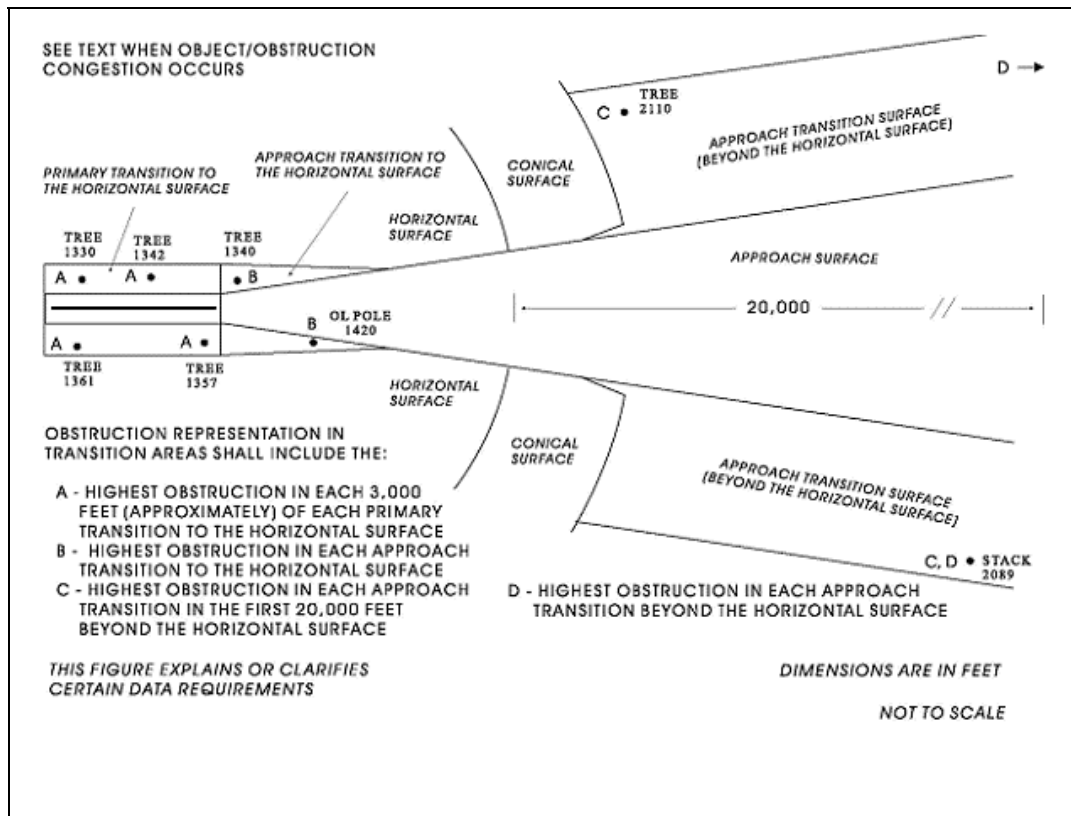 SEE TEXT WHEN OBJECT/OBSTRUCTION
CONGESTION OCCURS
D
C
TREE
2110
APPROACH TRANSITION SURFACE
(BEYOND THE HORIZONTAL SURFACE)
APPROACH TRANSITION TO
THE HORIZONTAL SURFACE
CONICAL
SURFACE
PRIMARY TRANSITION TO
THE HORIZONTAL SURFACE
HORIZONTAL
SURFACE
TREE
1330
TREE
1342
TREE
1340
A
A
B
APPROACH SURFACE
20,000
B
OL POLE
1420
A
A
TREE
1361
TREE
1357
HORIZONTAL
SURFACE
CONICAL
SURFACE
APPROACH TRANSITION SURFACE
(BEYOND THE HORIZONTAL SURFACE]
C, D
STACK
2089
OBSTRUCTION REPRESENTATION IN
TRANSITION AREAS SHALL INCLUDE THE:
A - HIGHEST OBSTRUCTION IN EACH 3,000
FEET (APPROXIMATELY) OF EACH PRIMARY
TRANSITION TO THE HORIZONTAL SURFACE
B - HIGHEST OBSTRUCTION IN EACH APPROACH
TRANSITION TO THE HORIZONTAL SURFACE
C - HIGHEST OBSTRUCTION IN EACH APPROACH
TRANSITION IN THE FIRST 20,000 FEET
BEYOND THE HORIZONTAL SURFACE
D - HIGHEST OBSTRUCTION IN EACH APPROACH
TRANSITION BEYOND THE HORIZONTAL SURFACE
THIS FIGURE EXPLAINS OR CLARIFIES
CERTAIN DATA REQUIREMENTS
DIMENSIONS ARE IN FEET
NOT TO SCALE